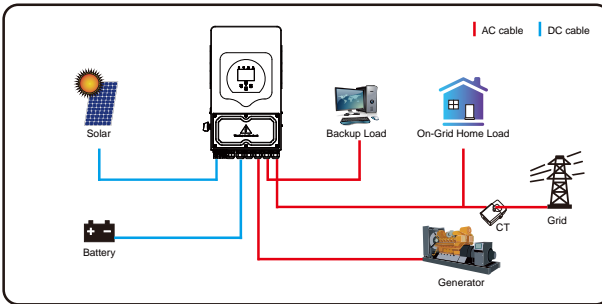 AC cable
DC cable
Solar
Backup Load
On-Grid Home Load
CT
Grid
Battery
Generator